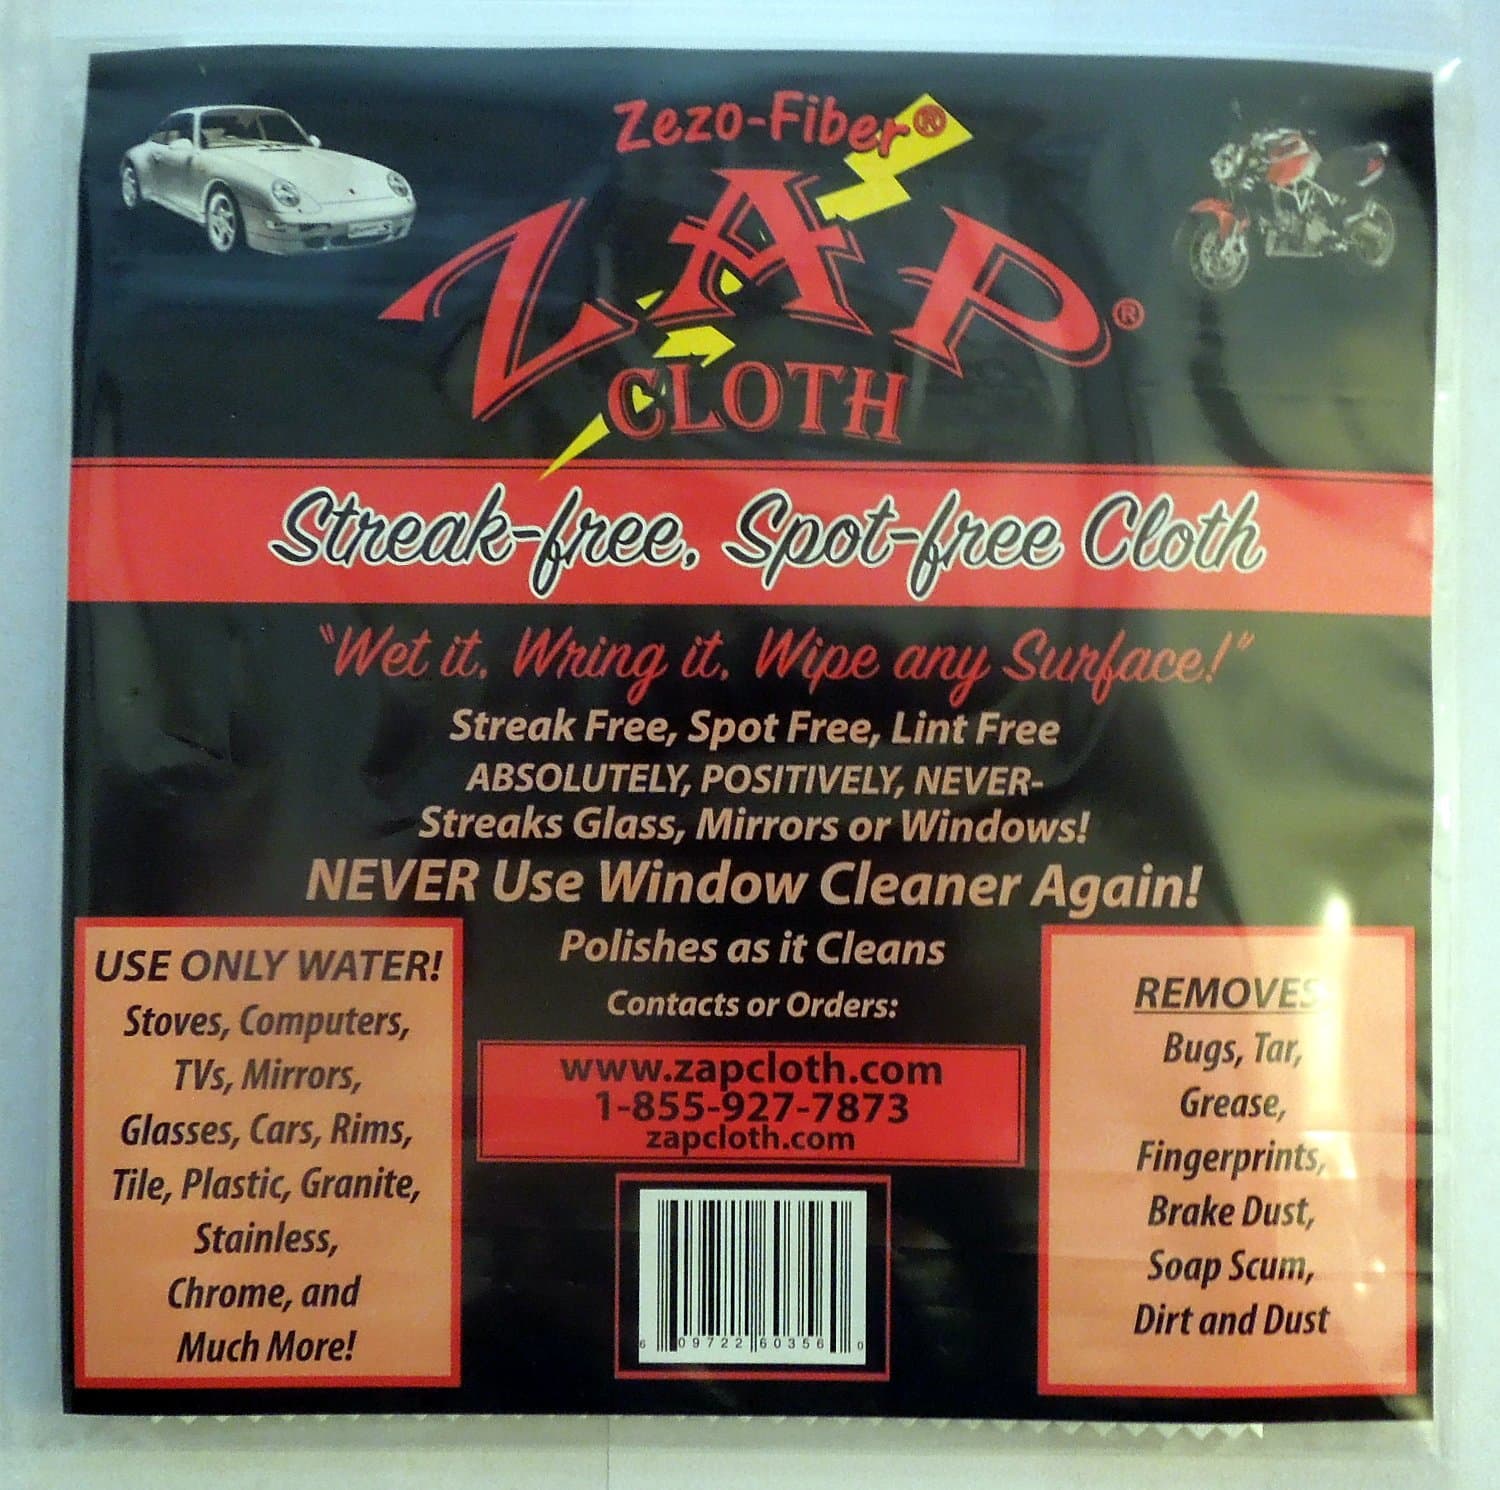 Zezo-Fiber®
ZAP®
CLOTH
Streak-free, Spot-free Cloth
"Wet it, Wring it, Wipe any Surface!"
Streak Free, Spot Free, Lint Free
ABSOLUTELY, POSITIVELY, NEVER-
Streaks Glass, Mirrors or Windows!
NEVER Use Window Cleaner Again!
Polishes as it Cleans
Contacts or Orders:
www.zapcloth.com
1-855-927-7873
zapcloth.com
6 09722 60356 0
USE ONLY WATER!
Stoves, Computers,
TVs, Mirrors,
Glasses, Cars, Rims,
Tile, Plastic, Granite,
Stainless,
Chrome, and
Much More!
REMOVES
Bugs, Tar,
Grease,
Fingerprints,
Brake Dust,
Soap Scum,
Dirt and Dust